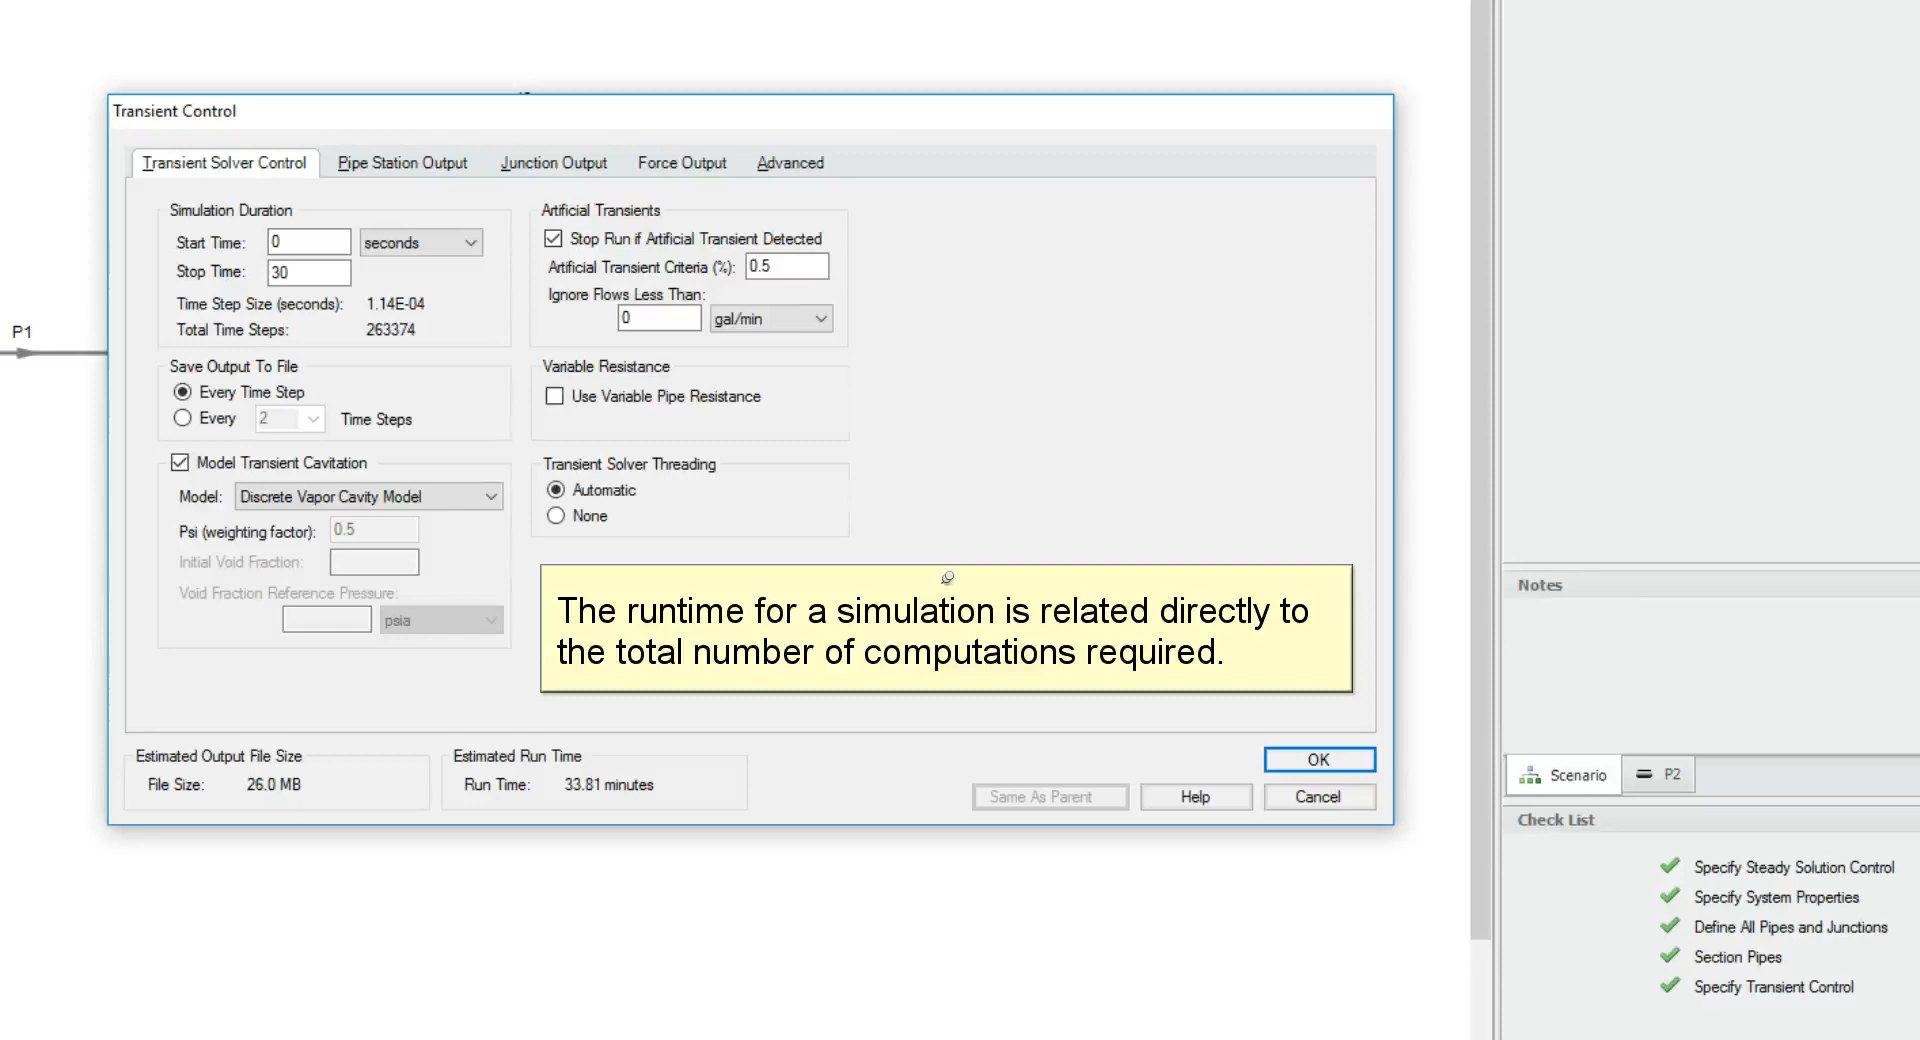 Transient Control
Transient Solver Control Pipe Station Output Junction Output Force Output Advanced
Simulation Duration
Start Time: 0 seconds
Stop Time: 30
Time Step Size (seconds): 1.14E-04
Total Time Steps: 263374
Save Output To File
Every Time Step
Every 2 Time Steps
Model Transient Cavitation
Model: Discrete Vapor Cavity Model
Psi (weighting factor): 0.5
Initial Void Fraction:
Void Fraction Reference Pressure:
psia
Artificial Transients
Stop Run if Artificial Transient Detected
Artificial Transient Criteria (%): 0.5
Ignore Flows Less Than:
0 gal/min
Variable Resistance
Use Variable Pipe Resistance
Transient Solver Threading
Automatic
None
The runtime for a simulation is related directly to
the total number of computations required.
Estimated Output File Size
File Size: 26.0 MB
Estimated Run Time
Run Time: 33.81 minutes
OK
Same As Parent Help Cancel
P1
Notes
Scenario P2
Check List
Specify Steady Solution Control
Specify System Properties
Define All Pipes and Junctions
Section Pipes
Specify Transient Control